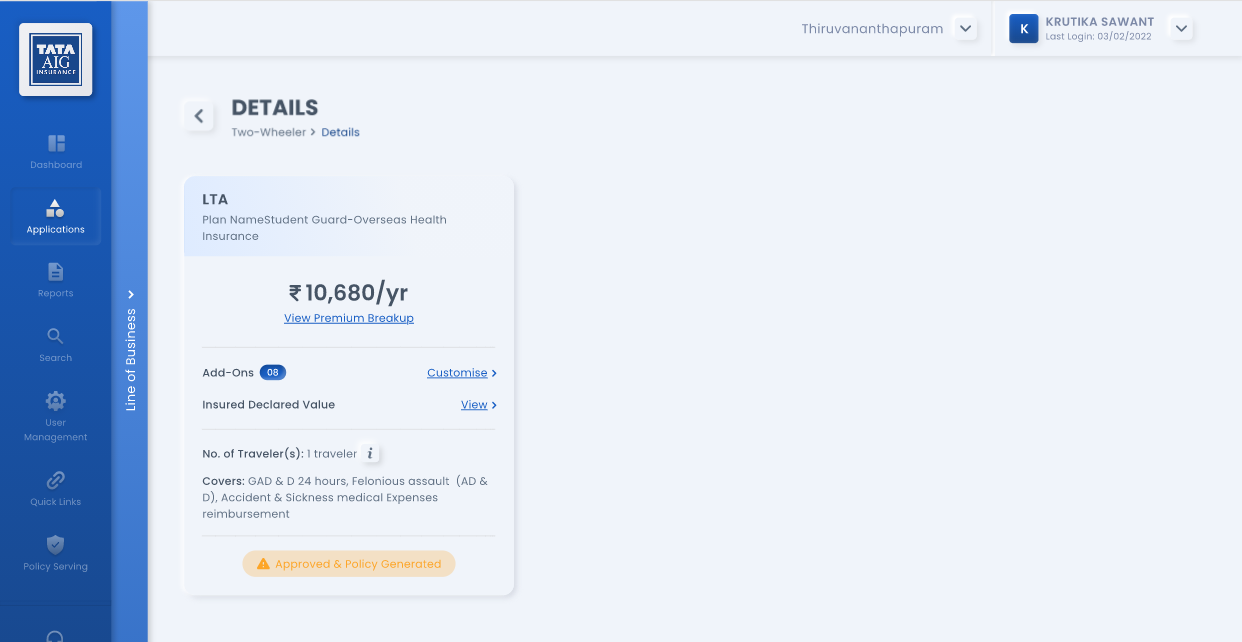 TATA
AIG
INSURANCE
Dashboard
Applications
Reports
Search
User
Management
Quick Links
Policy Serving
Line of Business
Thiruvananthapuram
K
KRUTIKA SAWANT
Last Login: 03/02/2022
DETAILS
Two-Wheeler > Details
LTA
Plan NameStudent Guard-Overseas Health
Insurance
₹ 10,680/yr
View Premium Breakup
Add-Ons 08 Customise
Insured Declared Value View
No. of Traveler(s): 1 traveler i
Covers: GAD & D 24 hours, Felonious assault (AD &
D), Accident & Sickness medical Expenses
reimbursement
Approved & Policy Generated